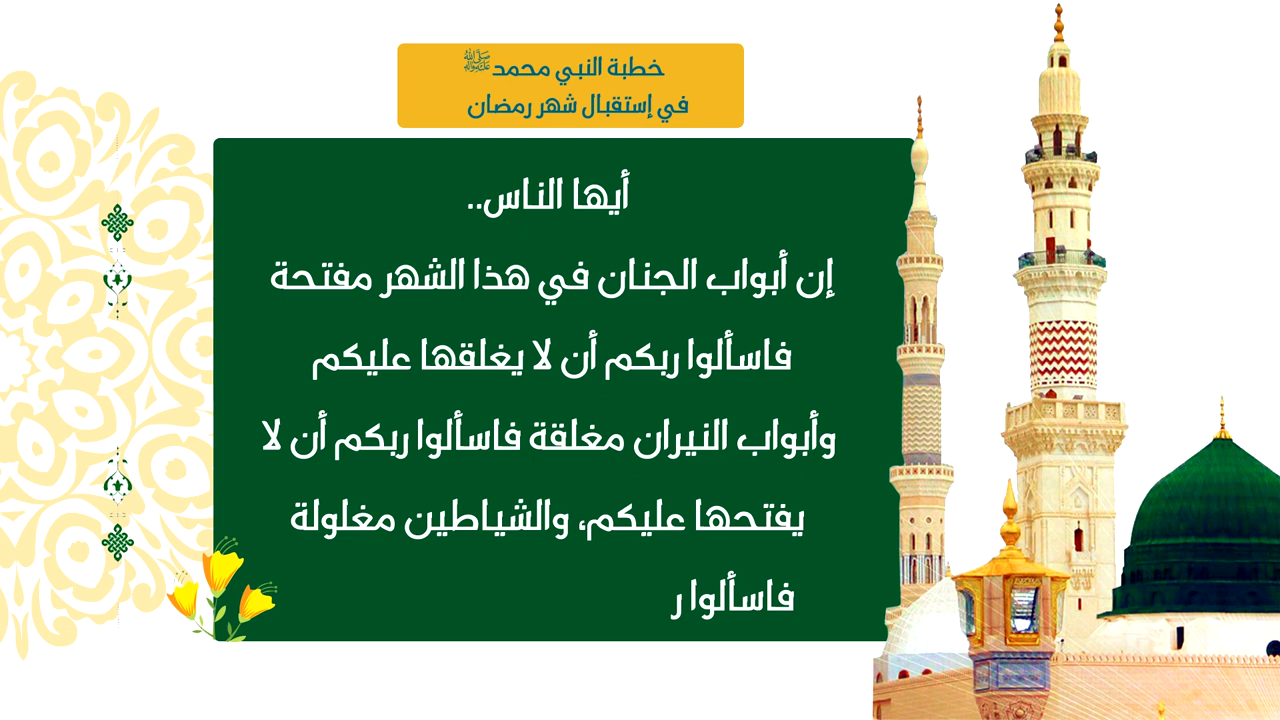 خطبة النبي محمد ﷺ
في إستقبال شهر رمضان
أيها الناس..
إن أبواب الجنان في هذا الشهر مفتحة
فاسألوا ربكم أن لا يغلقها عليكم
وأبواب النيران مغلقة فاسألوا ربكم أن لا
يفتحها عليكم، والشياطين مغلولة
فاسألوا ر